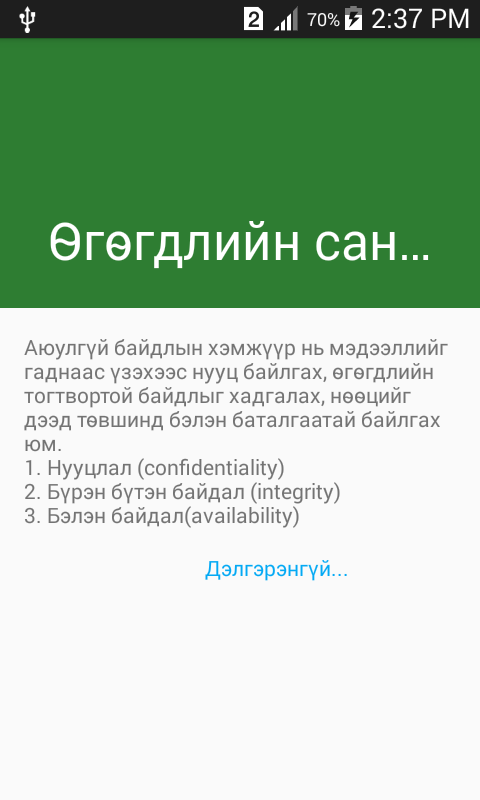 2 70% 2:37 PM
Өгөгдлийн сан...
Аюулгүй байдлын хэмжүүр нь мэдээллийг
гаднаас үзэхээс нууц байлгах, өгөгдлийн
тогтвортой байдлыг хадгалах, нөөцийг
дээд төвшинд бэлэн баталгаатай байлгах
юм.
1. Нууцлал (confidentiality)
2. Бүрэн бүтэн байдал (integrity)
3. Бэлэн байдал(availability)
Дэлгэрэнгүй...